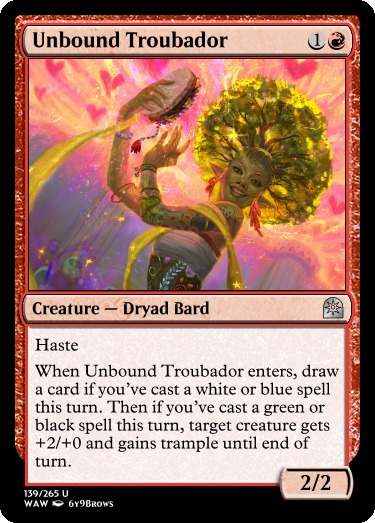 Unbound Troubador 1
Creature — Dryad Bard
Haste
When Unbound Troubador enters, draw
a card if you've cast a white or blue spell
this turn. Then if you've cast a green or
black spell this turn, target creature gets
+2/+0 and gains trample until end of
turn.
2/2
139/265 U
WAW 6y9Brows